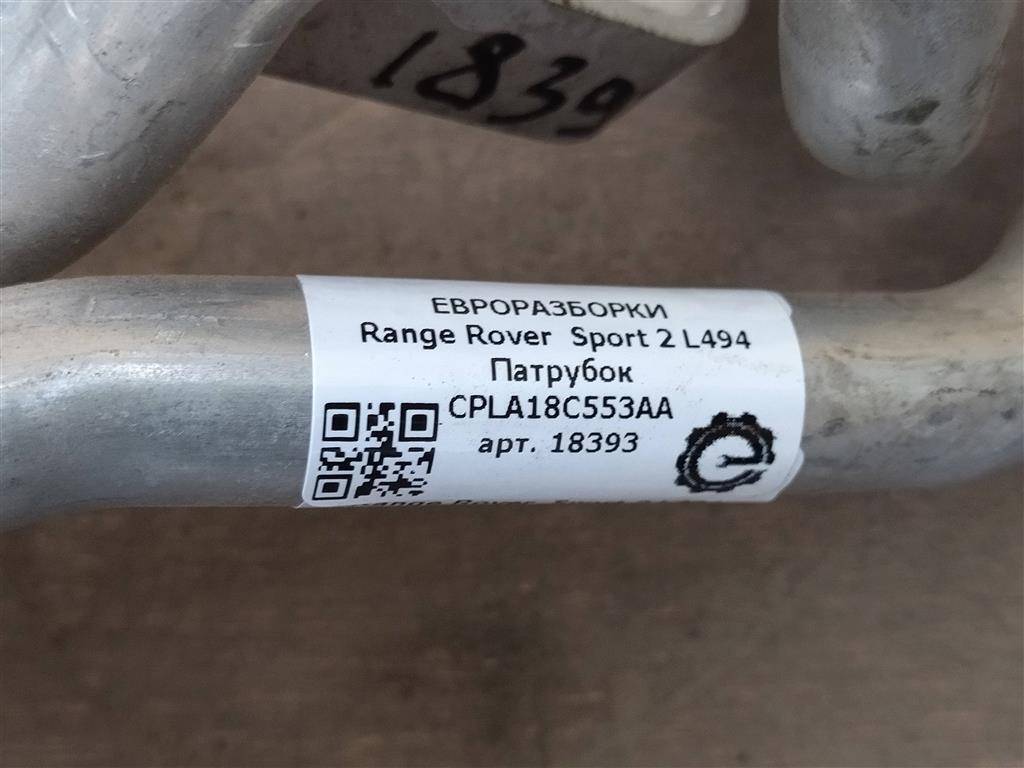 1839
ЕВРОРАЗБОРКИ
Range Rover Sport 2 L494
Патрубок
CPLA18C553AA
арт. 18393